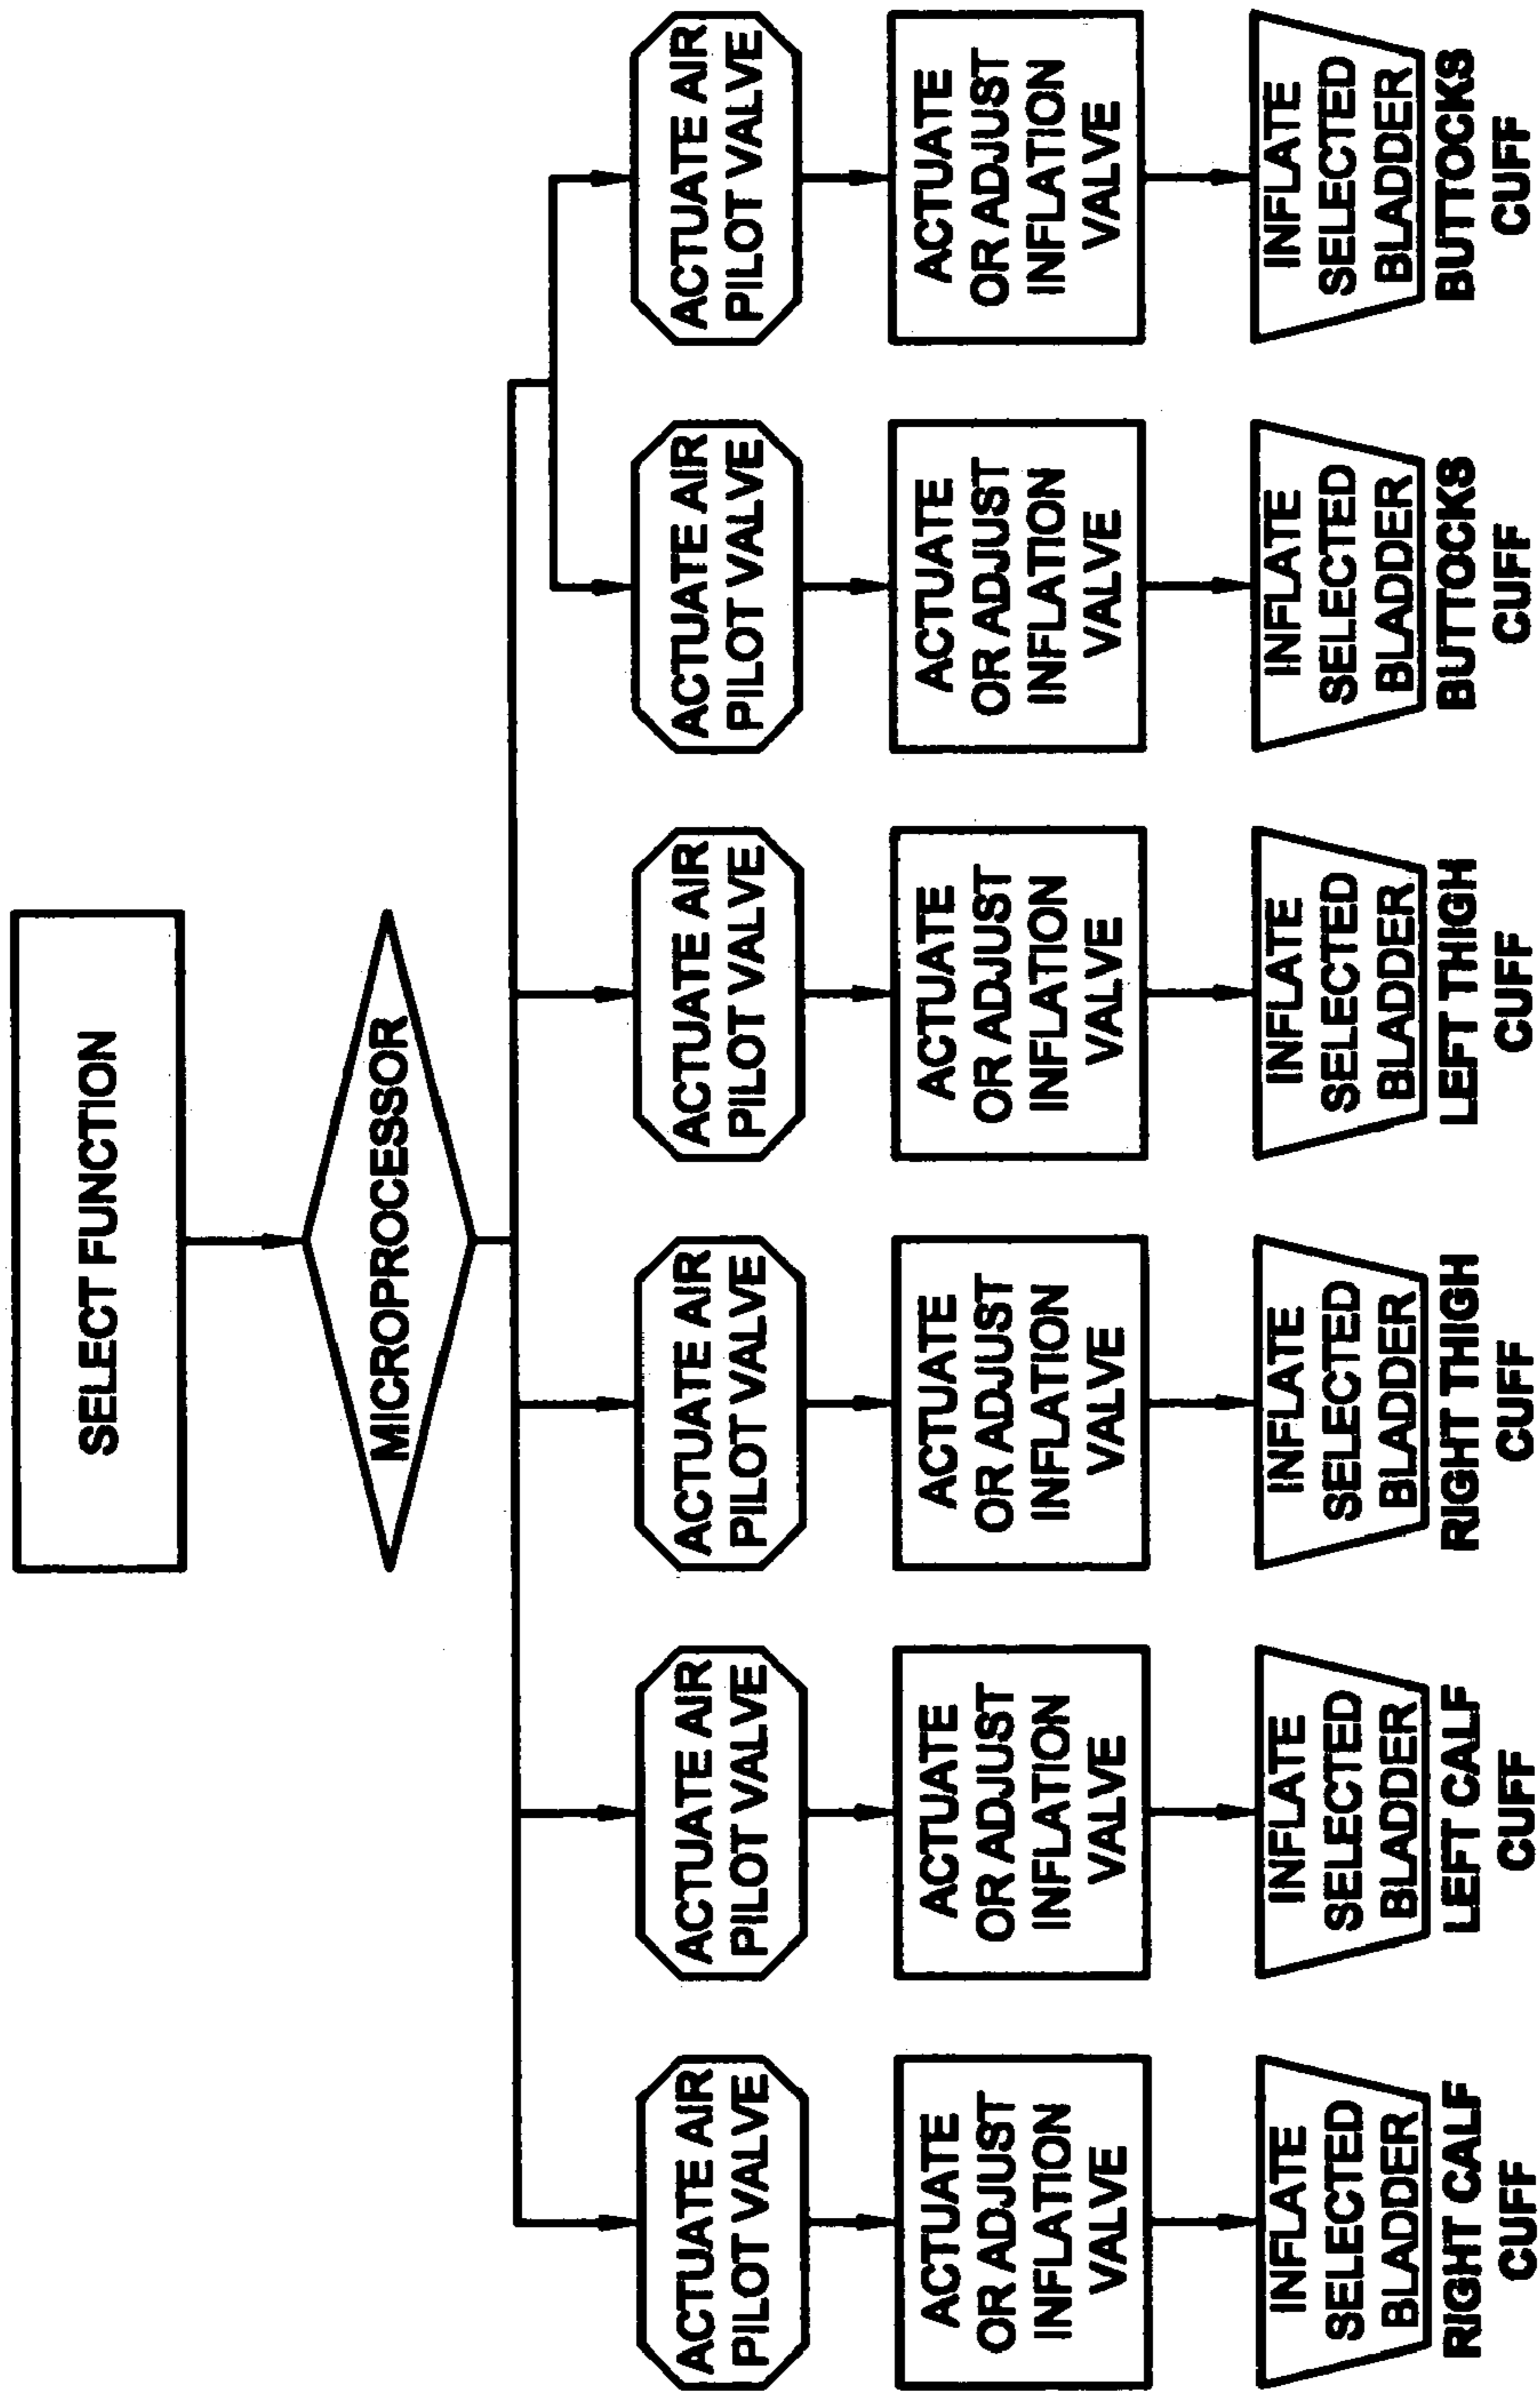 SELECT FUNCTION
MICROPROCESSOR
ACTUATE AIR
PILOT VALVE
ACTUATE AIR
PILOT VALVE
ACTUATE AIR
PILOT VALVE
ACTUATE AIR
PILOT VALVE
ACTUATE AIR
PILOT VALVE
ACTUATE AIR
PILOT VALVE
ACTUATE
OR ADJUST
INFLATION
VALVE
ACTUATE
OR ADJUST
INFLATION
VALVE
ACTUATE
OR ADJUST
INFLATION
VALVE
ACTUATE
OR ADJUST
INFLATION
VALVE
ACTUATE
OR ADJUST
INFLATION
VALVE
ACTUATE
OR ADJUST
INFLATION
VALVE
INFLATE
SELECTED
BLADDER
INFLATE
SELECTED
BLADDER
INFLATE
SELECTED
BLADDER
INFLATE
SELECTED
BLADDER
INFLATE
SELECTED
BLADDER
INFLATE
SELECTED
BLADDER
RIGHT CALF
CUFF
LEFT CALF
CUFF
RIGHT THIGH
CUFF
LEFT THIGH
CUFF
BUTTOCKS
CUFF
BUTTOCKS
CUFF